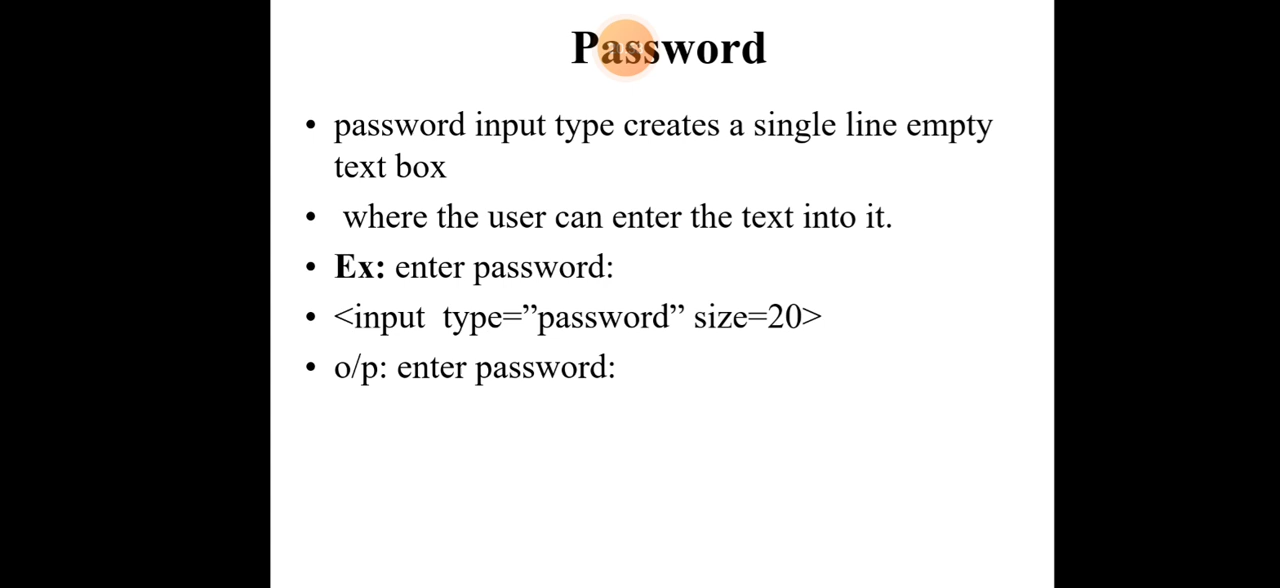 Password
• password input type creates a single line empty
text box
• where the user can enter the text into it.
• Ex: enter password:
• <input  type=”password” size=20>
• o/p: enter password: